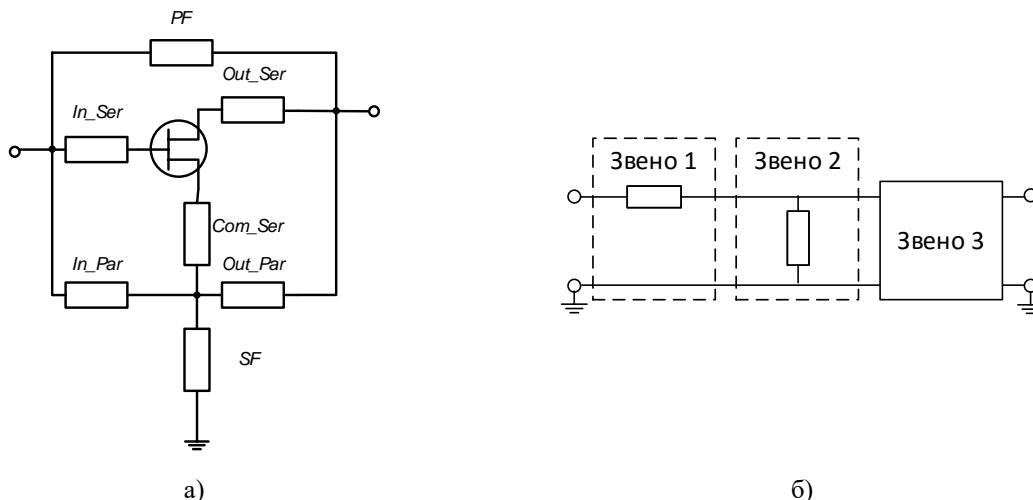 PF
Out_Ser
In_Ser
Com_Ser
In_Par
Out_Par
SF
а)
Звено 1
Звено 2
Звено 3
б)